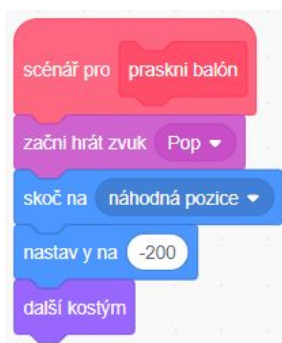 scénář pro praskni balón
začni hrát zvuk Pop
skoč na náhodná pozice
nastav y na -200
další kostým